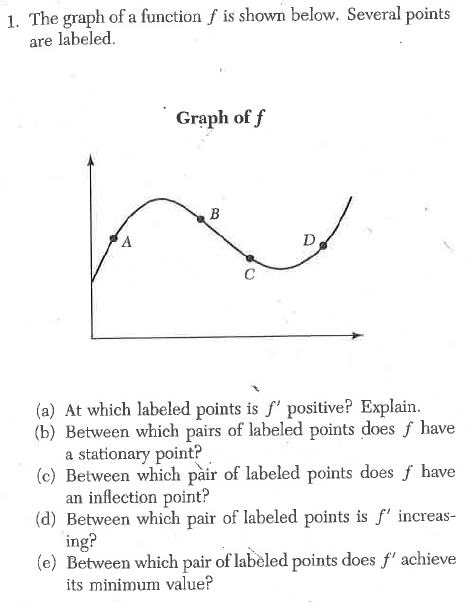 1. The graph of a function f is shown below. Several points
are labeled.
Graph of f
B
A
D
C
(a) At which labeled points is f′ positive? Explain.
(b) Between which pairs of labeled points does f have
a stationary point?
(c) Between which pair of labeled points does f have
an inflection point?
(d) Between which pair of labeled points is f′ increas-
ing?
(e) Between which pair of labeled points does f′ achieve
its minimum value?